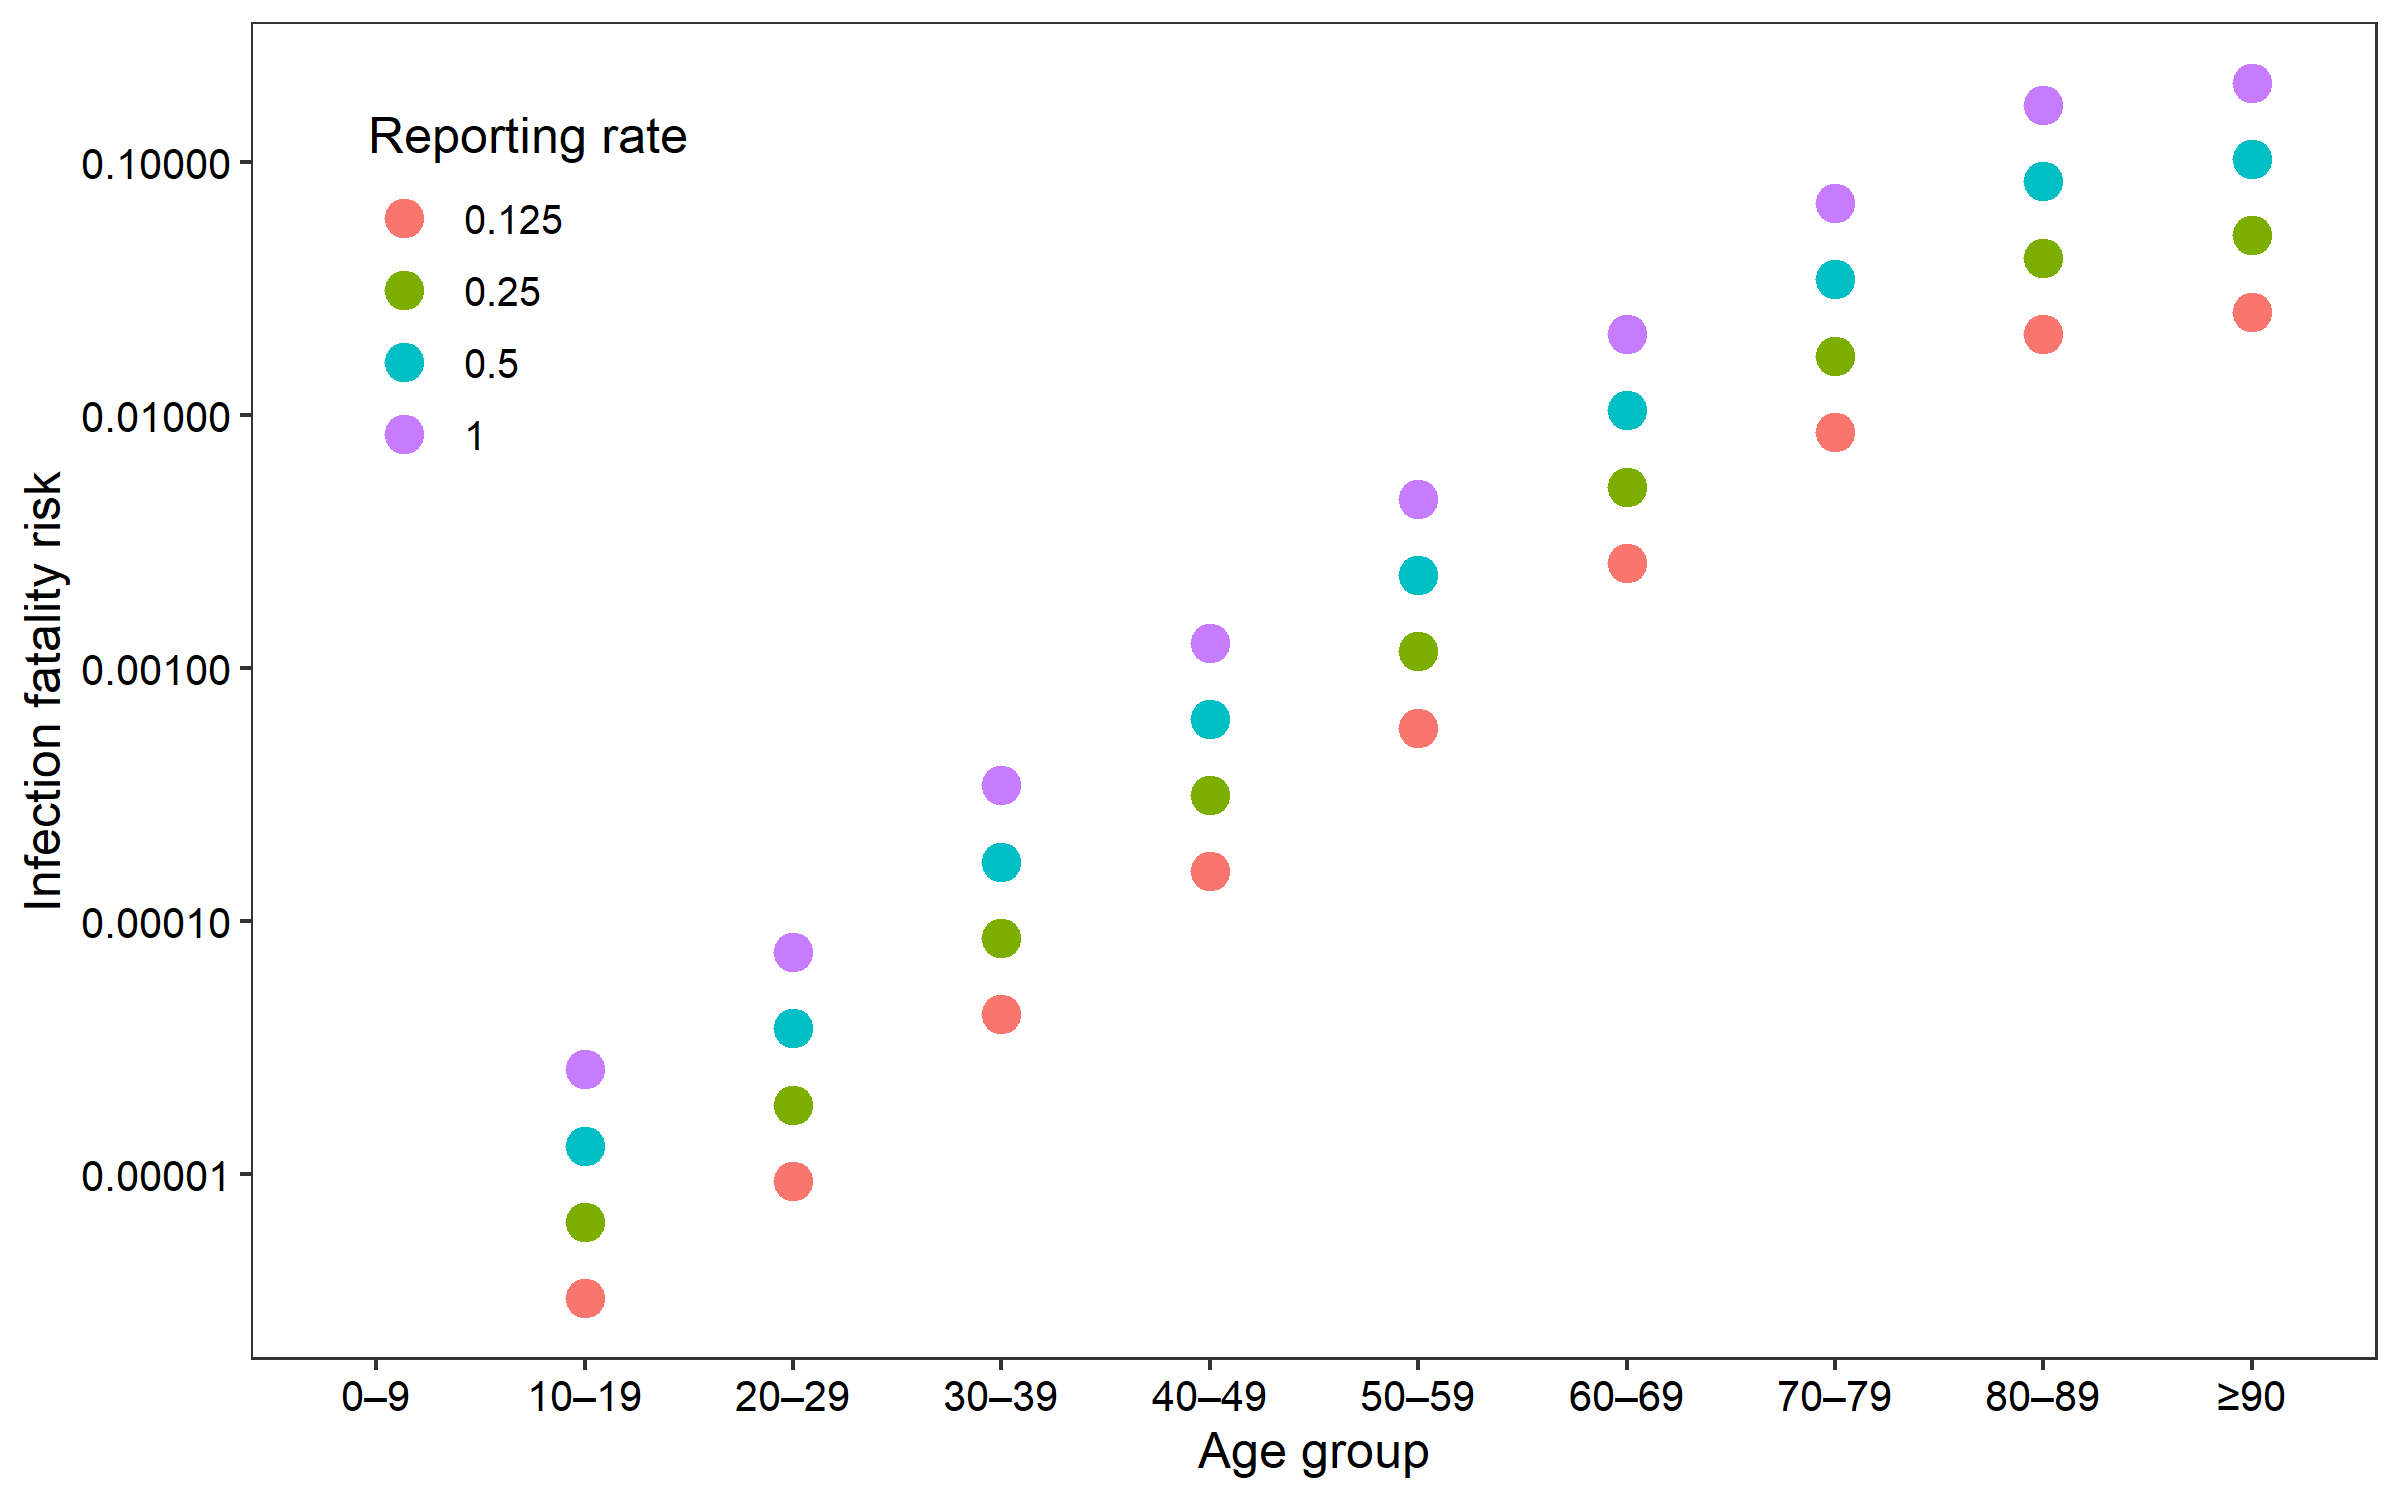 Reporting rate
0.125
0.25
0.5
1
Infection fatality risk
0.10000
0.01000
0.00100
0.00010
0.00001
0–9 10–19 20–29 30–39 40–49 50–59 60–69 70–79 80–89 ≥90
Age group